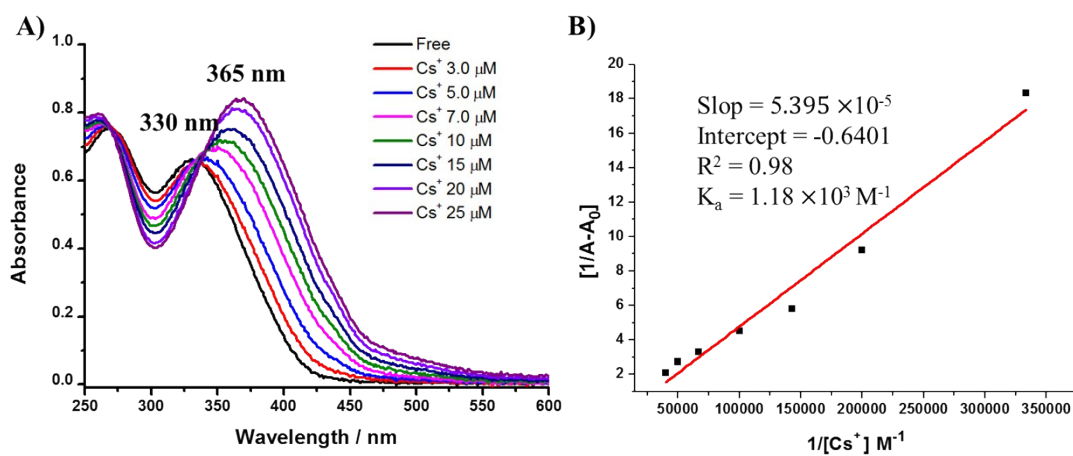 A)
1.0
0.8
0.6
0.4
0.2
0.0
Absorbance
250 300 350 400 450 500 550 600
Wavelength / nm
330 nm
365 nm
Free
Cs⁺ 3.0 μM
Cs⁺ 5.0 μM
Cs⁺ 7.0 μM
Cs⁺ 10 μM
Cs⁺ 15 μM
Cs⁺ 20 μM
Cs⁺ 25 μM
B)
20
18
16
14
12
10
8
6
4
2
[1/A-A₀]
Slop = 5.395 ×10⁻⁵
Intercept = -0.6401
R² = 0.98
Kₐ = 1.18 ×10³ M⁻¹
50000 100000 150000 200000 250000 300000 350000
1/[Cs⁺] M⁻¹